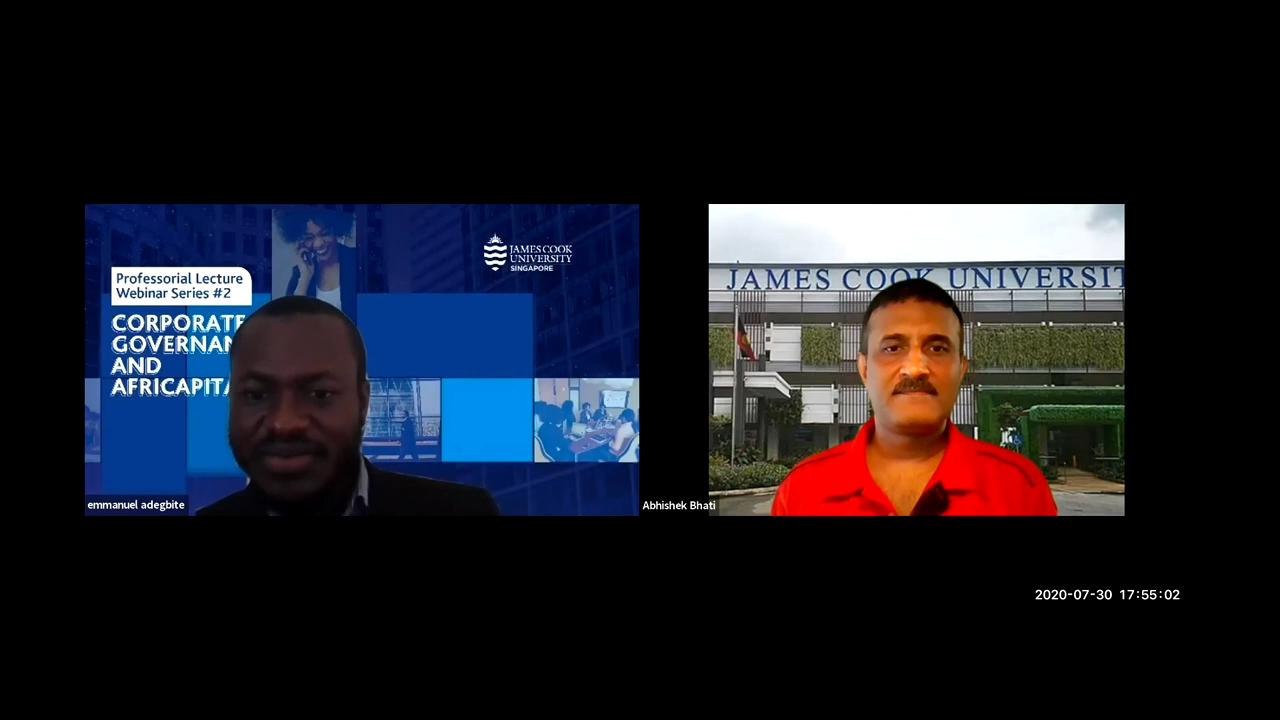 Professorial Lecture
Webinar Series #2
CORPORATE
GOVERNAN
AND
AFRICAPITA
JAMES COOK
UNIVERSITY
SINGAPORE
emmanuel adegbite
JAMES COOK UNIVERSIT
Abhishek Bhati
2020-07-30 17:55:02